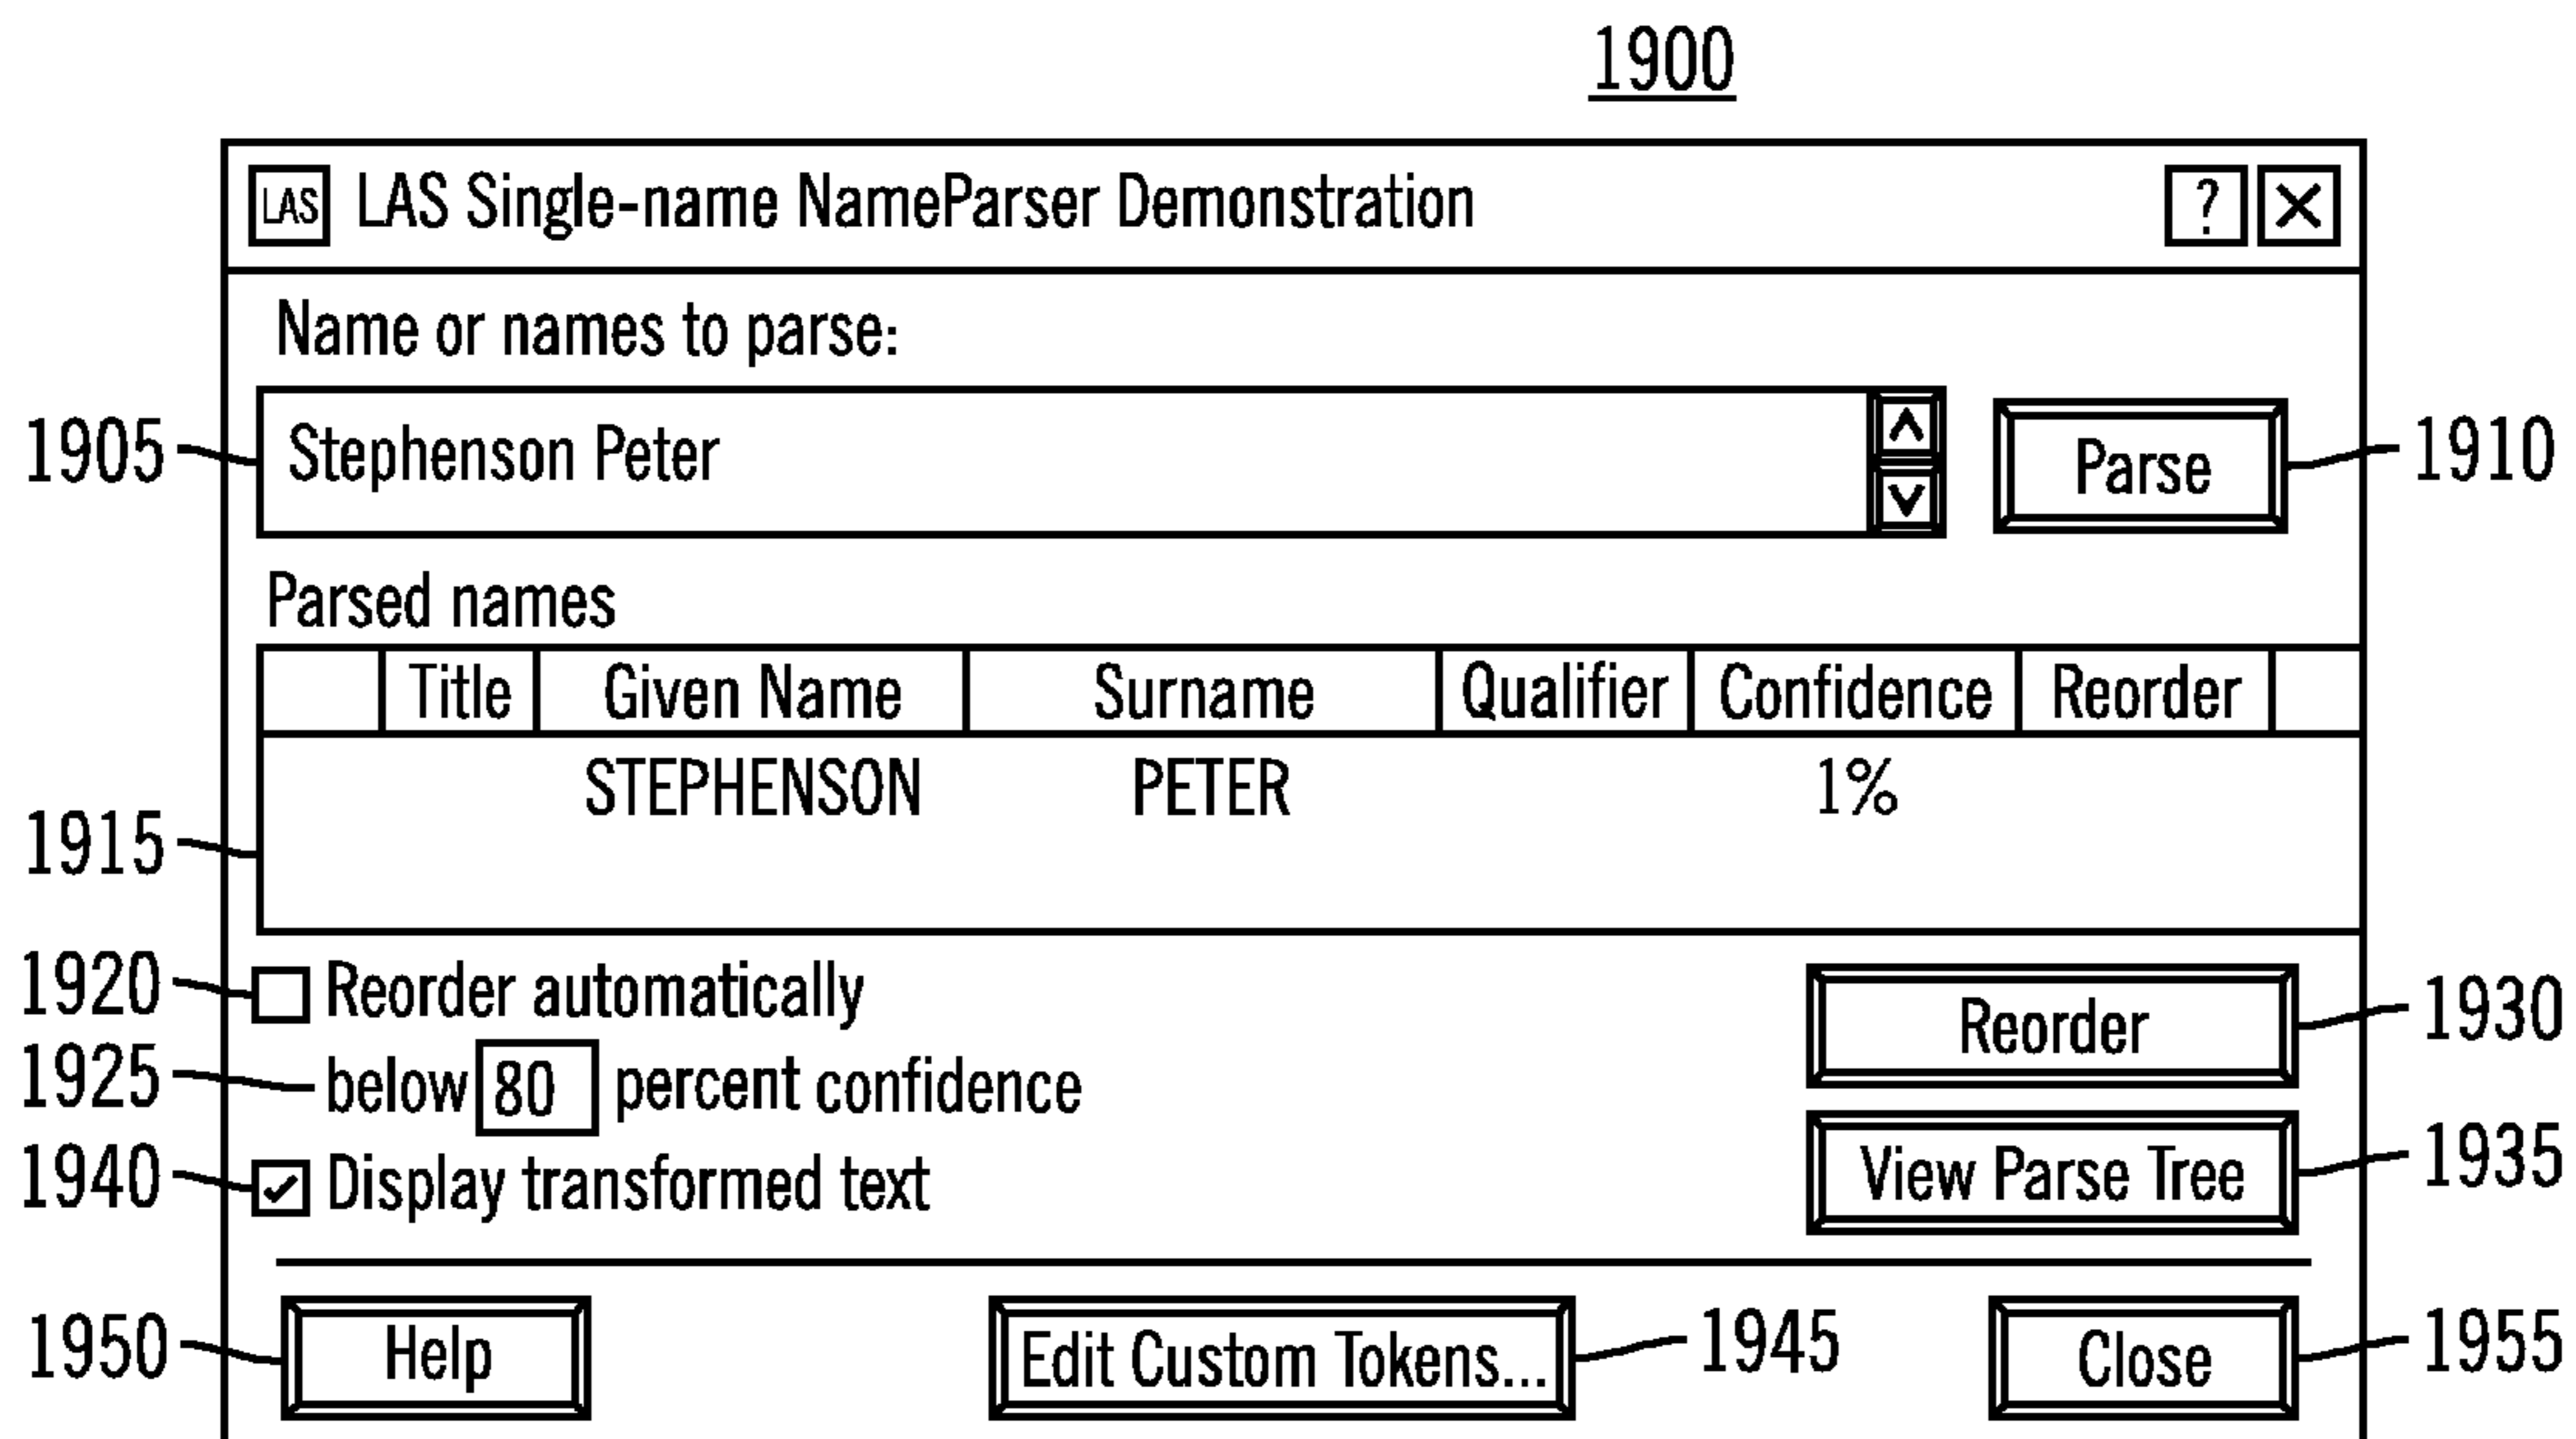 1900
LAS LAS Single-name NameParser Demonstration ? X
Name or names to parse:
1905 Stephenson Peter Parse 1910
Parsed names
Title Given Name Surname Qualifier Confidence Reorder
STEPHENSON PETER 1%
1915
1920 Reorder automatically Reorder 1930
1925 below 80 percent confidence
1940 Display transformed text View Parse Tree 1935
1950 Help Edit Custom Tokens... 1945 Close 1955